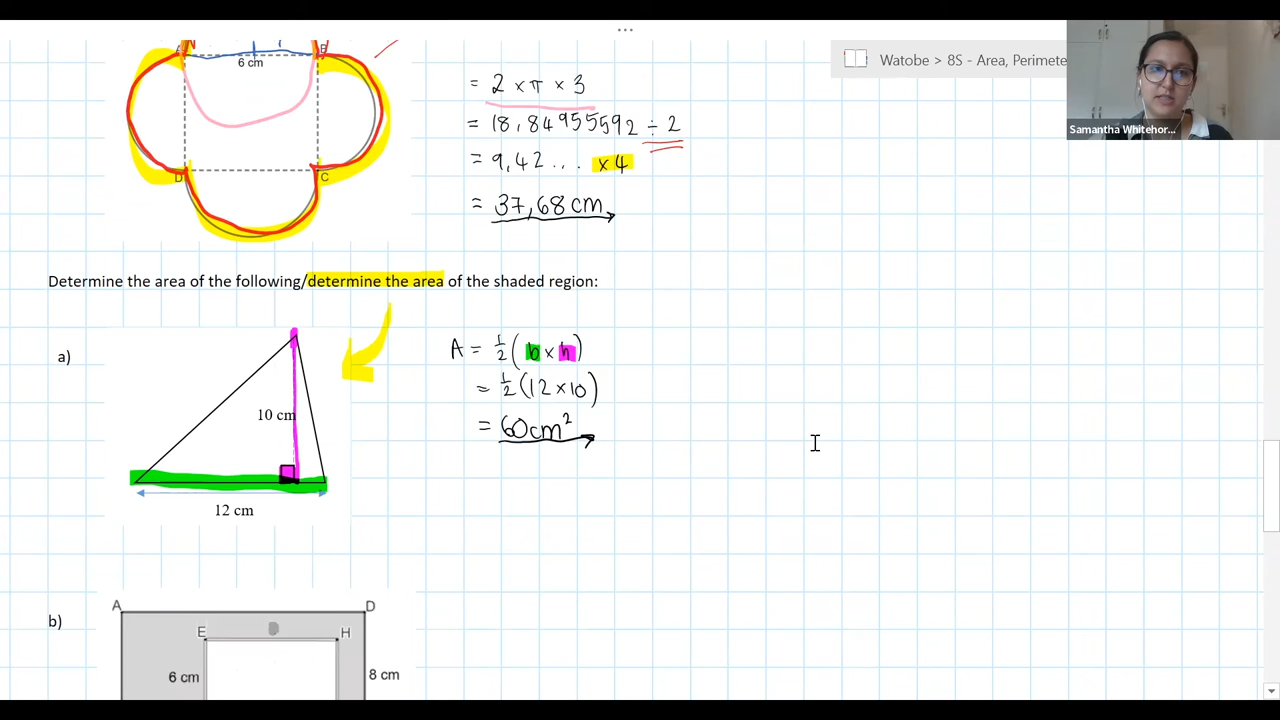 Watobe > 8S - Area, Perimete
Samantha Whitehor...
B
6 cm
D
C
= 2 × π × 3
= 18,84955592 ÷ 2
= 9,42 ... ×4
= 37,68 cm
Determine the area of the following/determine the area of the shaded region:
a)
10 cm
12 cm
A = 1/2 (b × h)
= 1/2 (12 × 10)
= 60cm²
b)
A
D
E
H
6 cm
8 cm